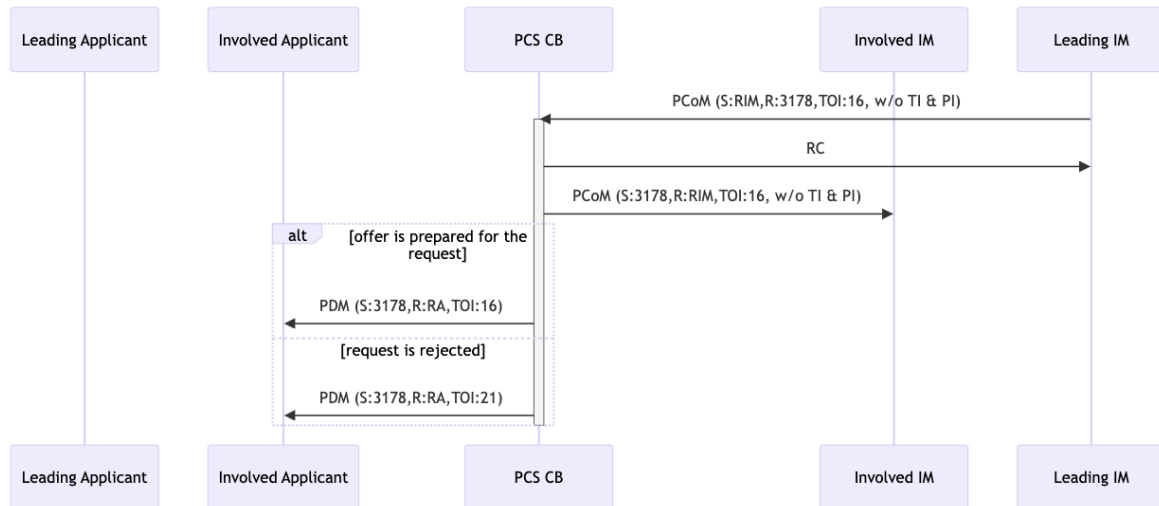 Leading Applicant
Involved Applicant
PCS CB
Involved IM
Leading IM
PCoM (S:RIM,R:3178,TOI:16, w/o TI & PI)
RC
PCoM (S:3178,R:RIM,TOI:16, w/o TI & PI)
alt
[offer is prepared for the
request]
PDM (S:3178,R:RA,TOI:16)
[request is rejected]
PDM (S:3178,R:RA,TOI:21)
Leading Applicant
Involved Applicant
PCS CB
Involved IM
Leading IM